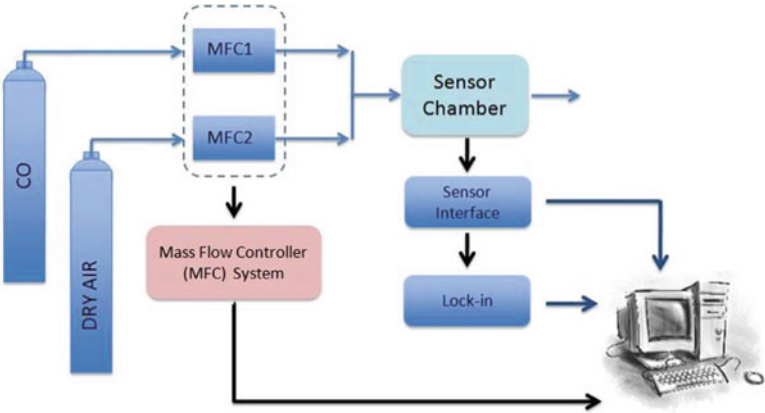 CO
DRY AIR
MFC1
MFC2
Mass Flow Controller
(MFC) System
Sensor
Chamber
Sensor
Interface
Lock-in